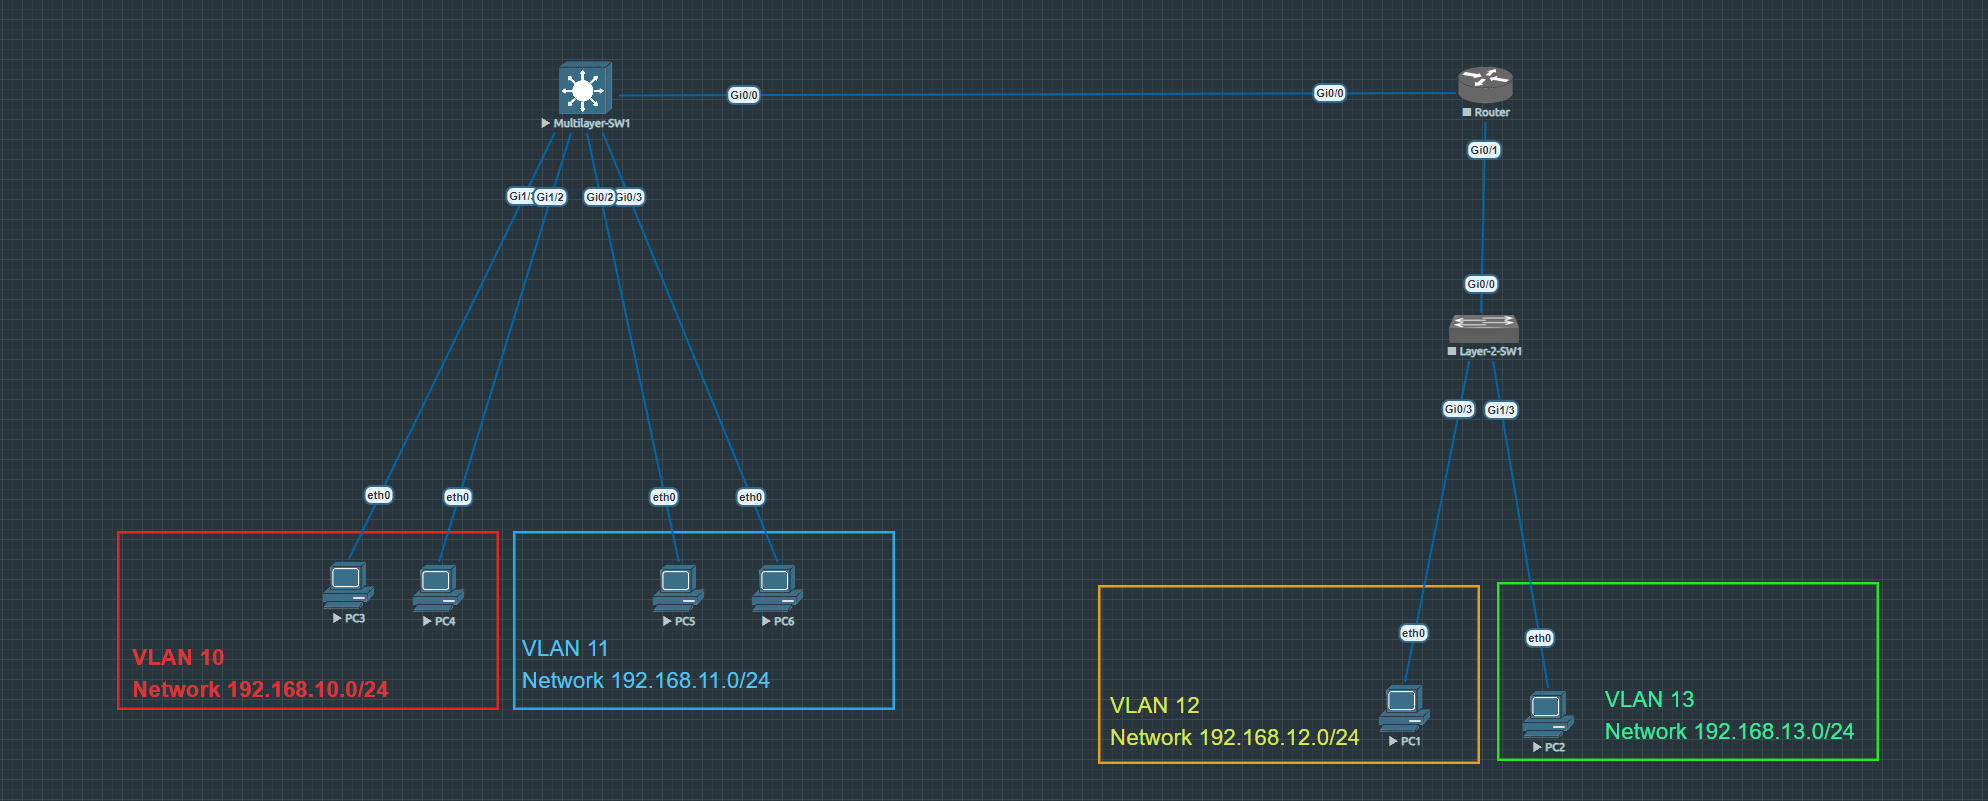 Gi0/0
Gi0/0
Multilayer-SW1
Router
Gi0/1
Gi1/2
Gi0/2
Gi0/3
Gi0/0
Layer-2-SW1
Gi0/3
Gi1/3
eth0
eth0
eth0
eth0
PC3
PC4
PC5
PC6
VLAN 10
Network 192.168.10.0/24
VLAN 11
Network 192.168.11.0/24
eth0
eth0
VLAN 12
Network 192.168.12.0/24
PC1
PC2
VLAN 13
Network 192.168.13.0/24